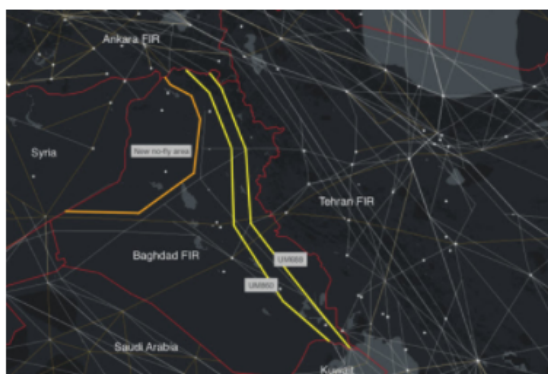 Ankara FIR
New no-fly area
Syria
Tehran FIR
Baghdad FIR
UM688
UM860
Saudi Arabia
Kuwait